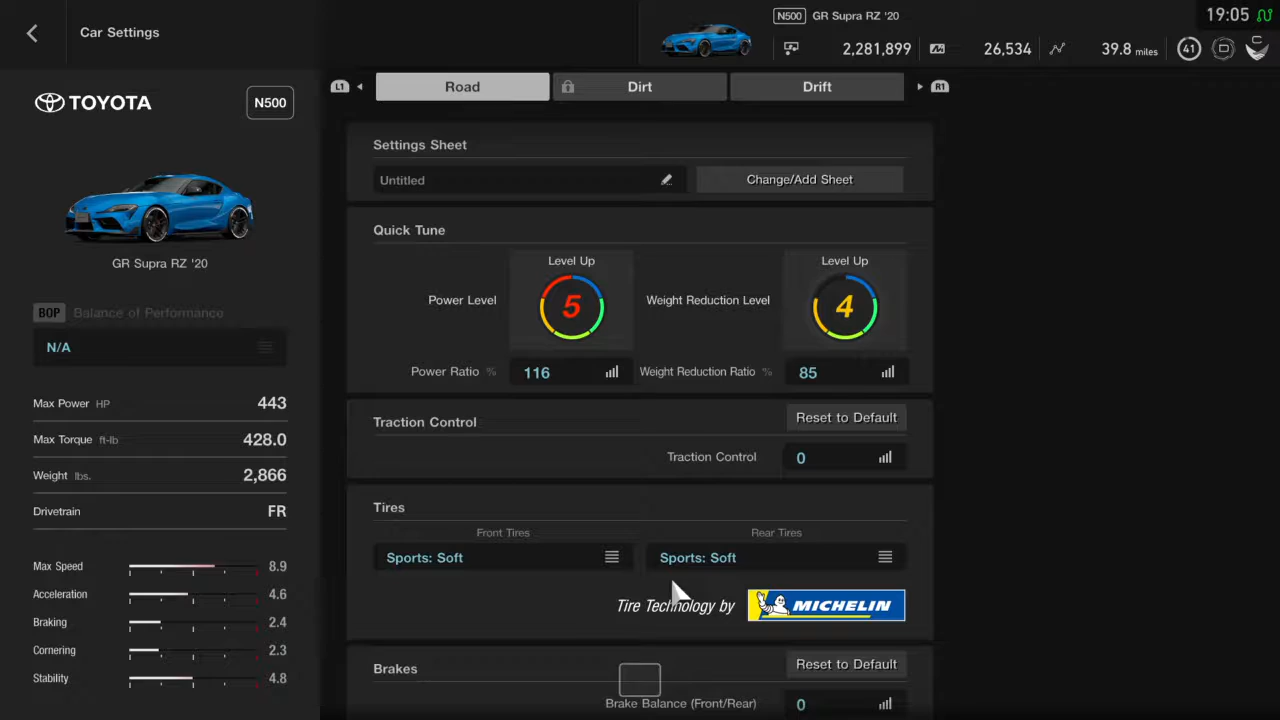 Car Settings
N500 GR Supra RZ '20
19:05
2,281,899
26,534
39.8 miles
41
TOYOTA
N500
L1
Road
Dirt
Drift
R1
GR Supra RZ '20
BOP Balance of Performance
N/A
Max Power HP 443
Max Torque ft-lb 428.0
Weight lbs. 2,866
Drivetrain FR
Max Speed 8.9
Acceleration 4.6
Braking 2.4
Cornering 2.3
Stability 4.8
Settings Sheet
Untitled
Change/Add Sheet
Quick Tune
Level Up
Level Up
Power Level 5
Weight Reduction Level 4
Power Ratio % 116
Weight Reduction Ratio % 85
Traction Control
Reset to Default
Traction Control 0
Tires
Front Tires
Rear Tires
Sports: Soft
Sports: Soft
Tire Technology by MICHELIN
Brakes
Reset to Default
Brake Balance (Front/Rear) 0